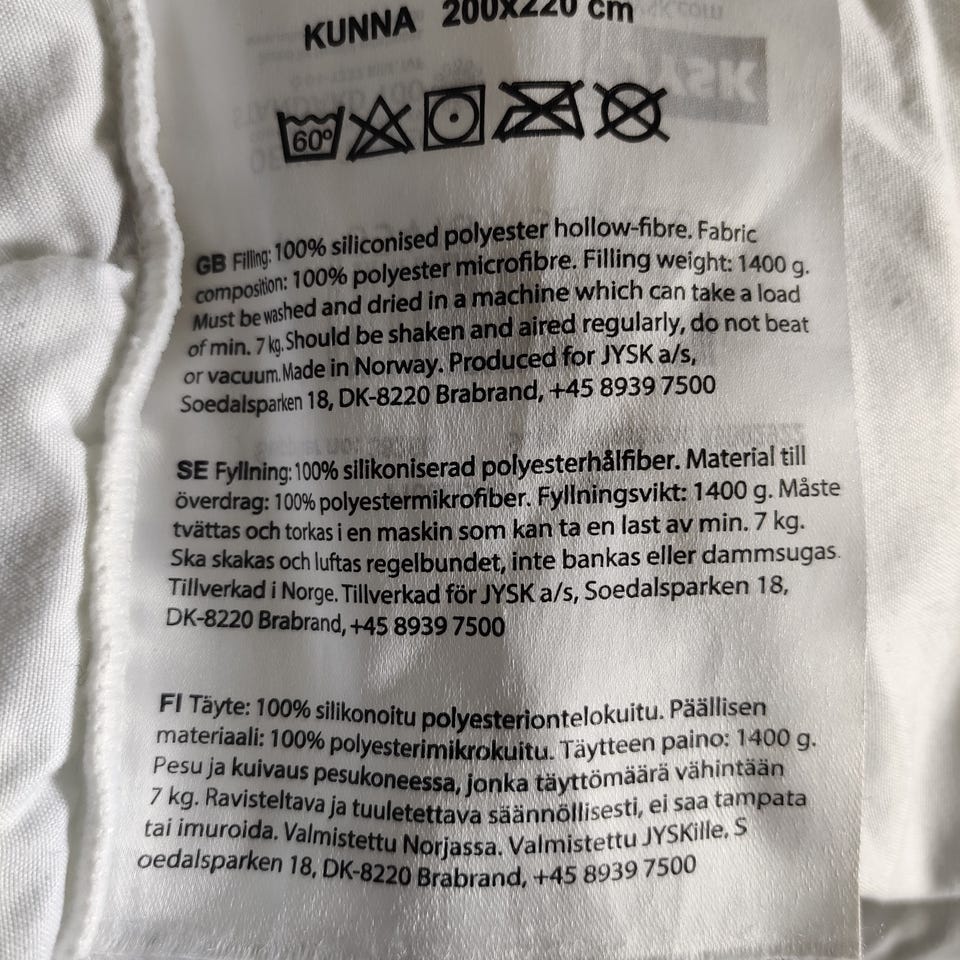 KUNNA 200x220 cm
60°
GB Filling: 100% siliconised polyester hollow-fibre. Fabric
composition: 100% polyester microfibre. Filling weight: 1400 g.
Must be washed and dried in a machine which can take a load
of min. 7 kg. Should be shaken and aired regularly, do not beat
or vacuum. Made in Norway. Produced for JYSK a/s,
Soedalsparken 18, DK-8220 Brabrand, +45 8939 7500
SE Fyllning: 100% silikoniserad polyesterhålfiber. Material till
överdrag: 100% polyestermikrofiber. Fyllningsvikt: 1400 g. Måste
tvättas och torkas i en maskin som kan ta en last av min. 7 kg.
Ska skakas och luftas regelbundet, inte bankas eller dammsugas.
Tillverkad i Norge. Tillverkad för JYSK a/s, Soedalsparken 18,
DK-8220 Brabrand, +45 8939 7500
FI Täyte: 100% silikonoitu polyesteriontelokuitu. Päällisen
materiaali: 100% polyesterimikrokuitu. Täytteen paino: 1400 g.
Pesu ja kuivaus pesukoneessa, jonka täyttömäärä vähintään
7 kg. Ravisteltava ja tuuletettava säännöllisesti, ei saa tampata
tai imuroida. Valmistettu Norjassa. Valmistettu JYSKille, S
oedalsparken 18, DK-8220 Brabrand, +45 8939 7500